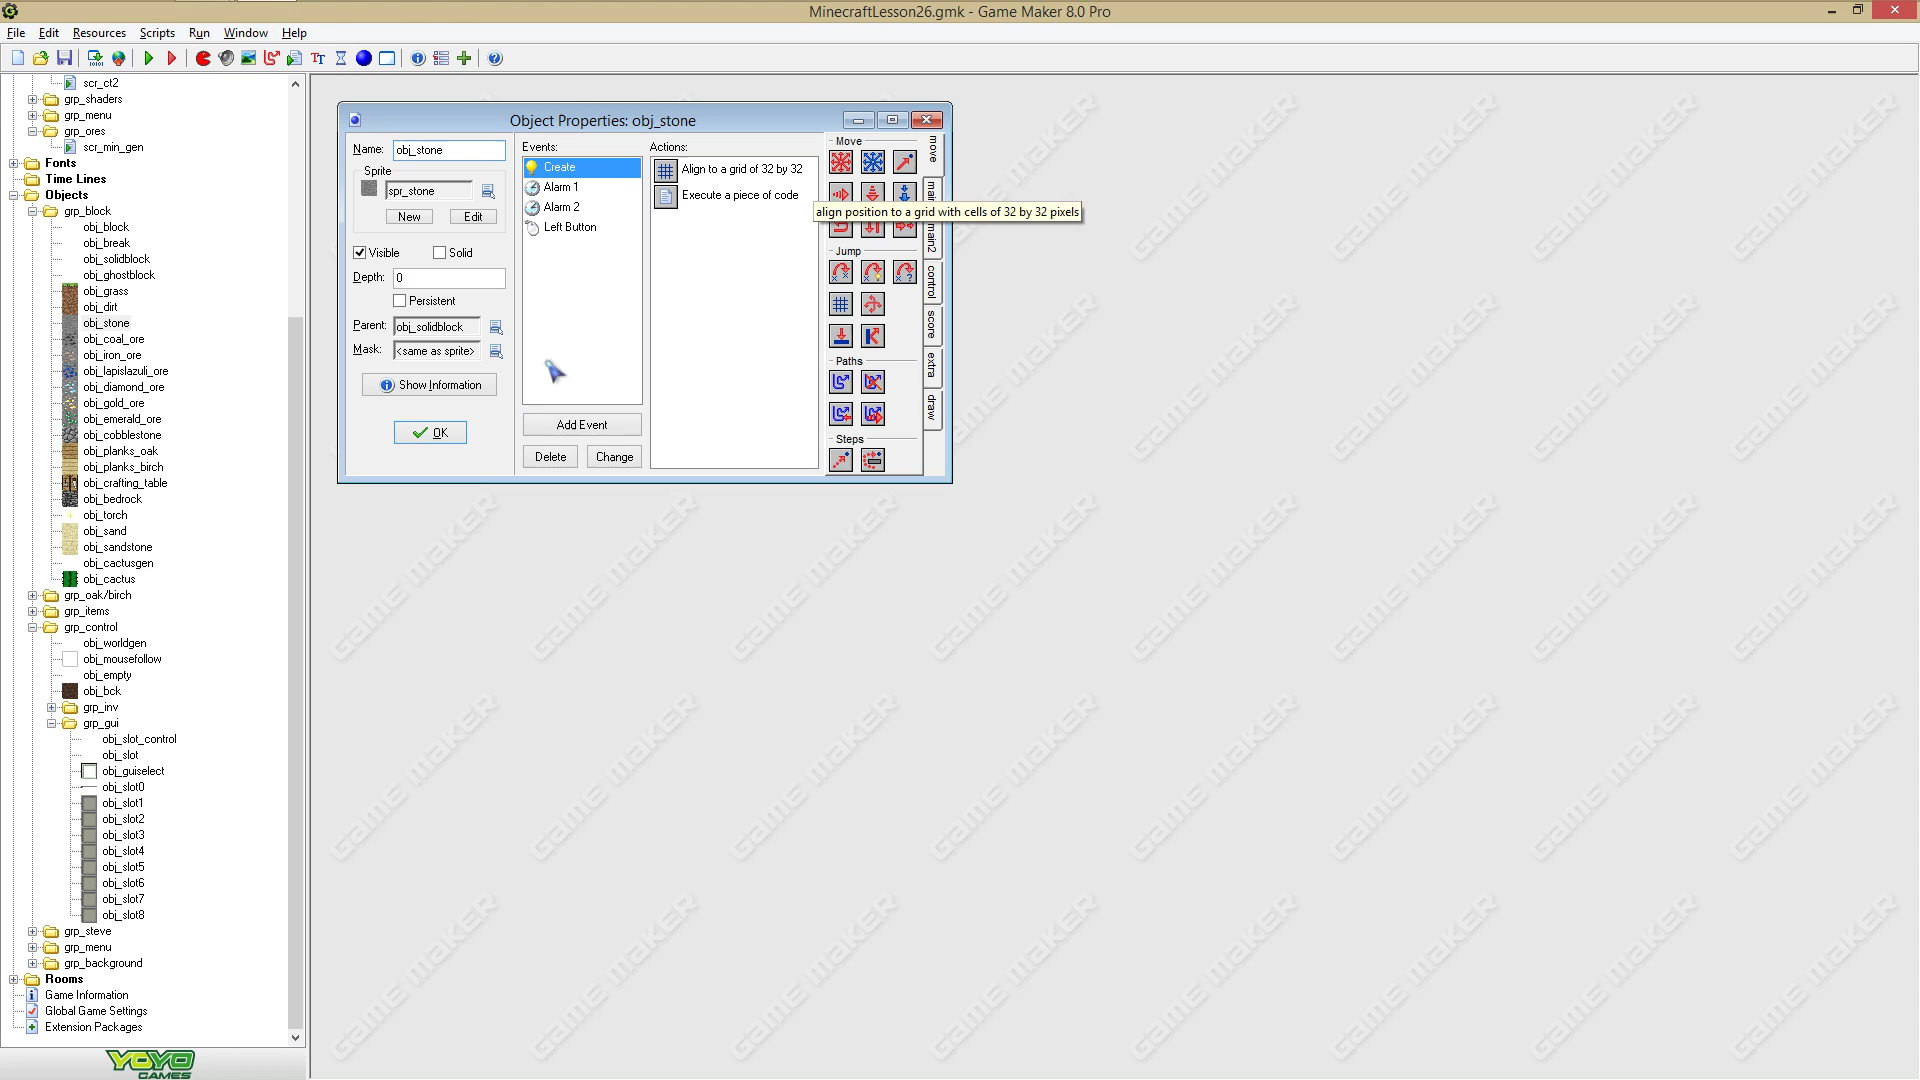 MinecraftLesson26.gmk - Game Maker 8.0 Pro
File Edit Resources Scripts Run Window Help
scr_ct2
grp_shaders
grp_menu
grp_ores
scr_min_gen
Fonts
Time Lines
Objects
grp_block
obj_block
obj_break
obj_solidblock
obj_ghostblock
obj_grass
obj_dirt
obj_stone
obj_coal_ore
obj_iron_ore
obj_lapislazuli_ore
obj_diamond_ore
obj_gold_ore
obj_emerald_ore
obj_cobblestone
obj_planks_oak
obj_planks_birch
obj_crafting_table
obj_bedrock
obj_torch
obj_sand
obj_sandstone
obj_cactusgen
obj_cactus
grp_oak/birch
grp_items
grp_control
obj_worldgen
obj_mousefollow
obj_empty
obj_bck
grp_inv
grp_gui
obj_slot_control
obj_slot
obj_guiselect
obj_slot0
obj_slot1
obj_slot2
obj_slot3
obj_slot4
obj_slot5
obj_slot6
obj_slot7
obj_slot8
grp_steve
grp_menu
grp_background
Rooms
Game Information
Global Game Settings
Extension Packages
YOYO
GAMES
Object Properties: obj_stone
Name: obj_stone
Sprite
spr_stone
New Edit
Visible Solid
Depth: 0
Persistent
Parent: obj_solidblock
Mask: <same as sprite>
Show Information
OK
Events:
Create
Alarm 1
Alarm 2
Left Button
Add Event
Delete Change
Actions:
Align to a grid of 32 by 32
Execute a piece of code
align position to a grid with cells of 32 by 32 pixels
Move
Jump
Paths
Steps
move
main2
control
score
extra
draw
GAME MAKER